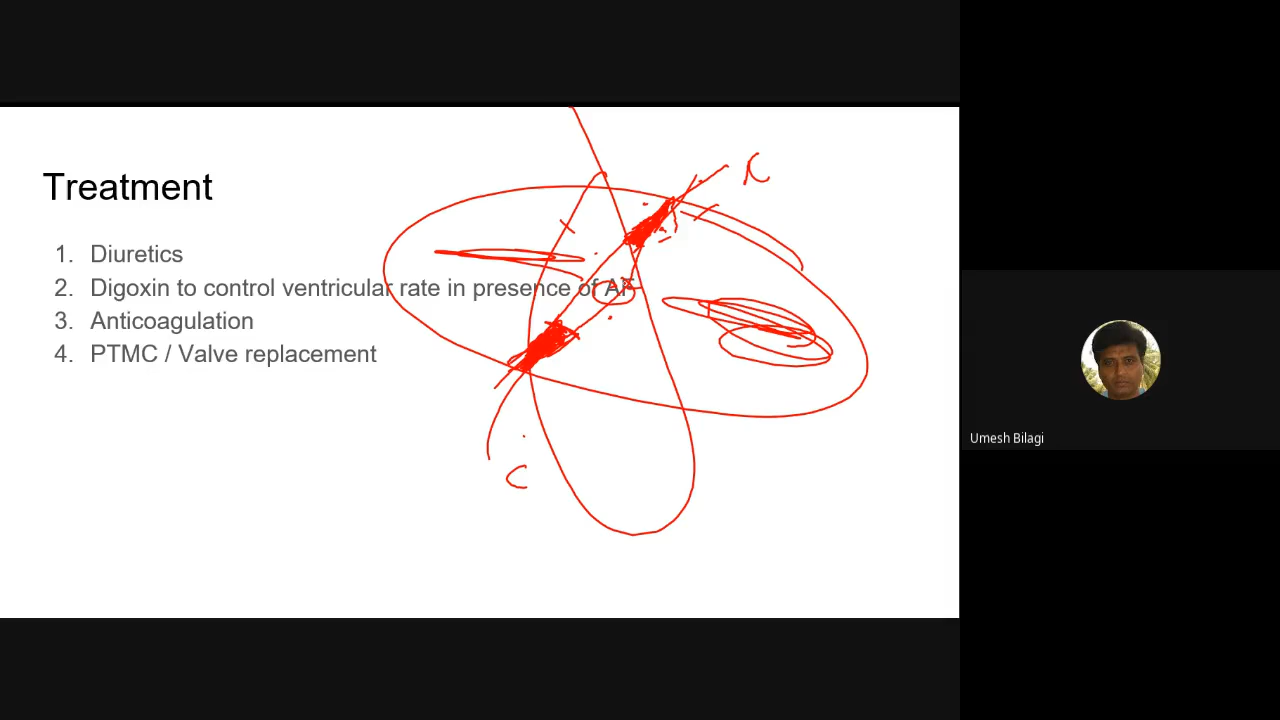 Treatment
1. Diuretics
2. Digoxin to control ventricular rate in presence of AF
3. Anticoagulation
4. PTMC / Valve replacement
C
Umesh Bilagi